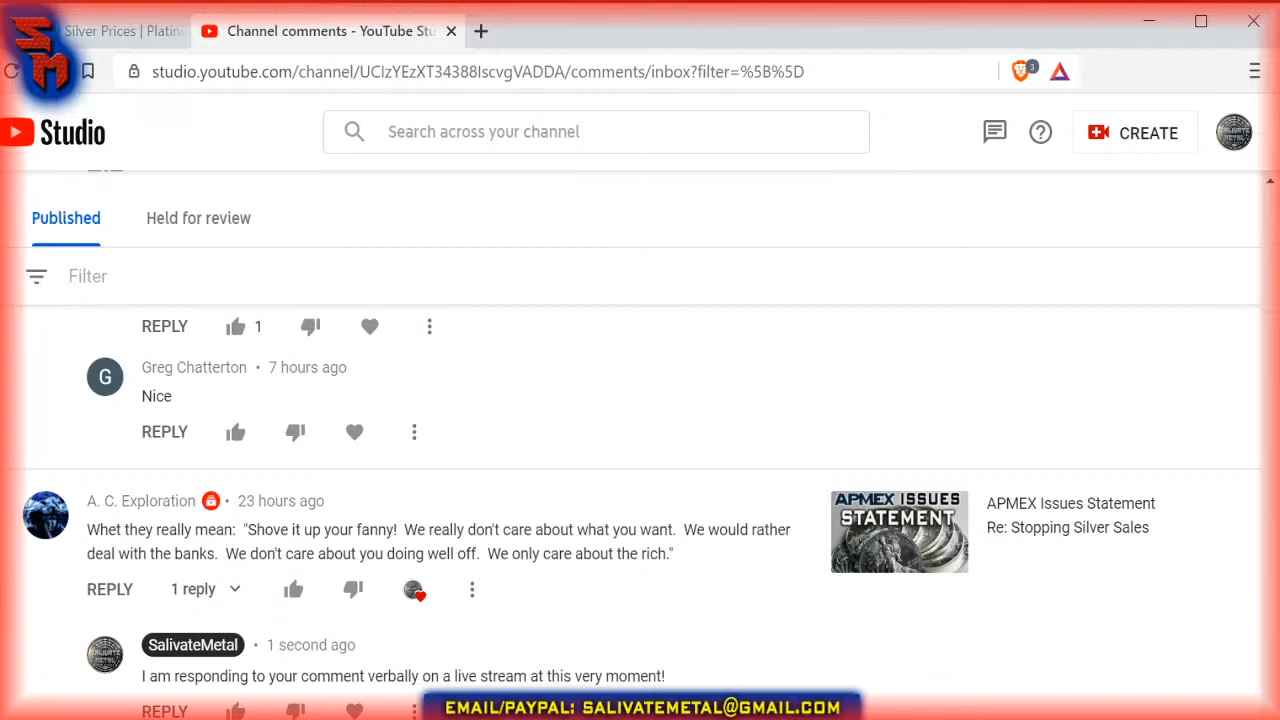 SM
Silver Prices | Platin
Channel comments - YouTube Stu
studio.youtube.com/channel/UCIzYEzXT34388IscvgVADDA/comments/inbox?filter=%5B%5D
3
Studio
Search across your channel
CREATE
Published
Held for review
Filter
REPLY 1
Greg Chatterton • 7 hours ago
G
Nice
REPLY
A. C. Exploration • 23 hours ago
Whet they really mean: "Shove it up your fanny! We really don't care about what you want. We would rather
deal with the banks. We don't care about you doing well off. We only care about the rich."
REPLY 1 reply
APMEX ISSUES
STATEMENT
APMEX Issues Statement
Re: Stopping Silver Sales
SalivateMetal • 1 second ago
I am responding to your comment verbally on a live stream at this very moment!
REPLY
EMAIL/PAYPAL: SALIVATEMETAL@GMAIL.COM